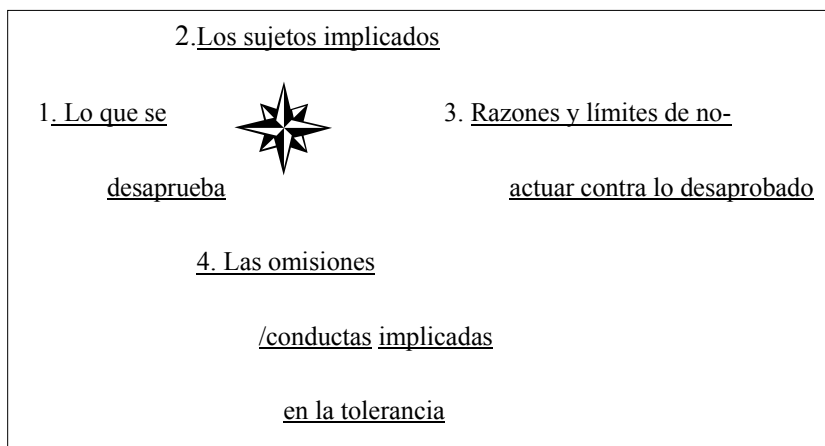 2.Los sujetos implicados
1. Lo que se
3. Razones y límites de no-
desaprueba
actuar contra lo desaprobado
4. Las omisiones
/conductas implicadas
en la tolerancia